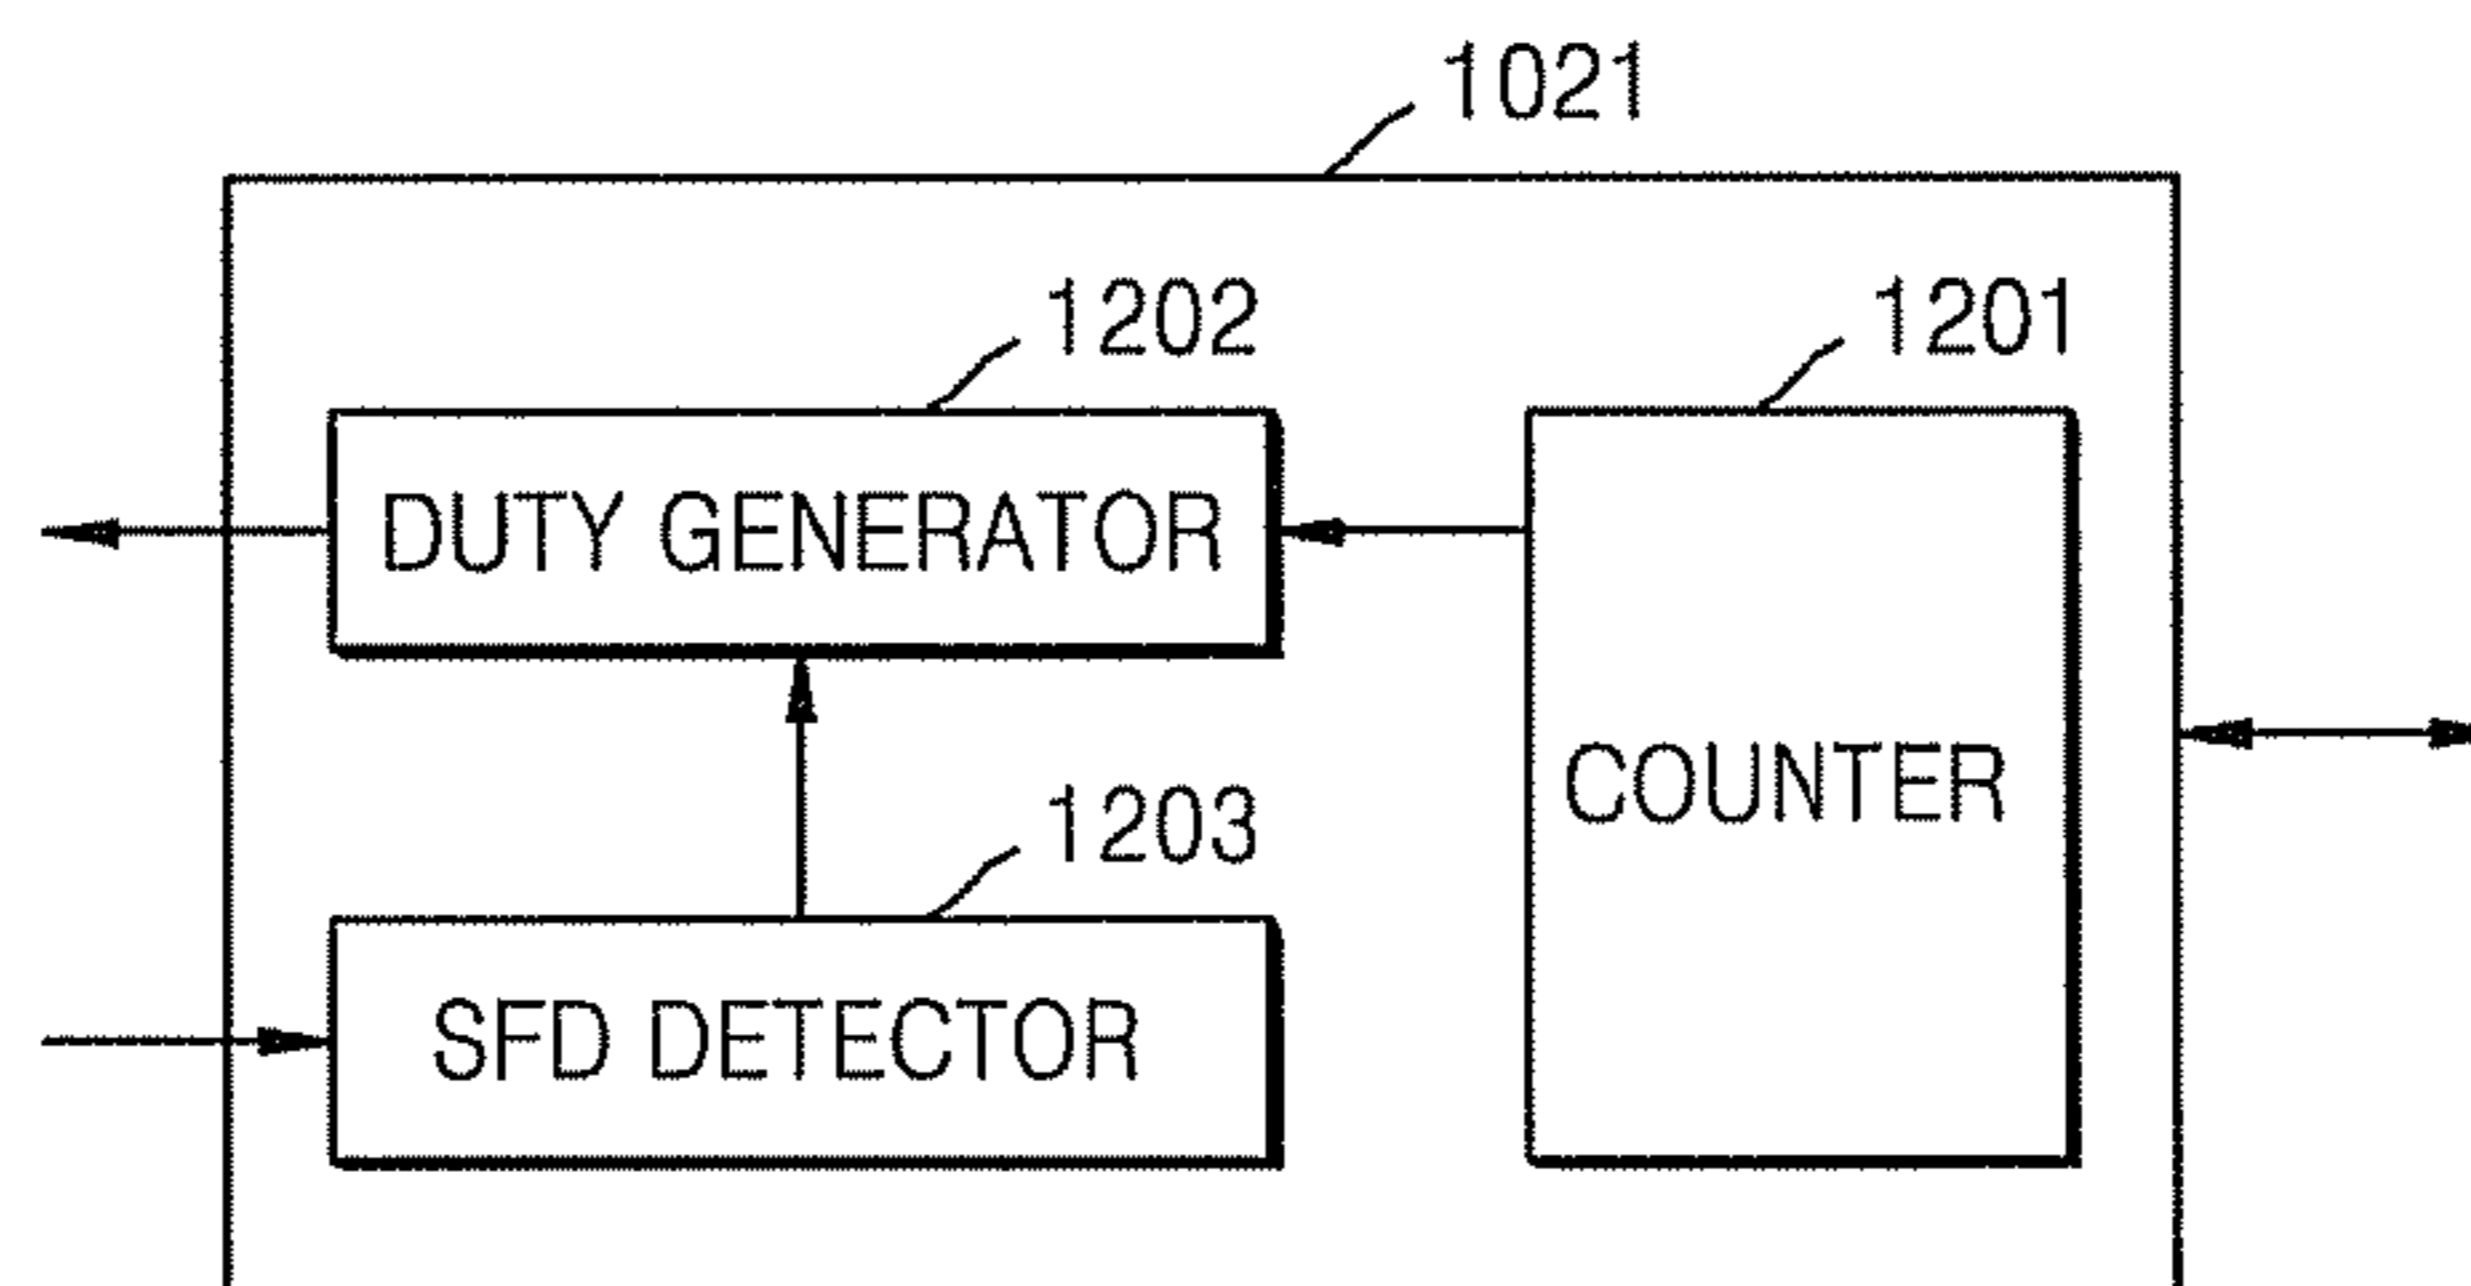 1021
1202
1201
DUTY GENERATOR
COUNTER
1203
SFD DETECTOR